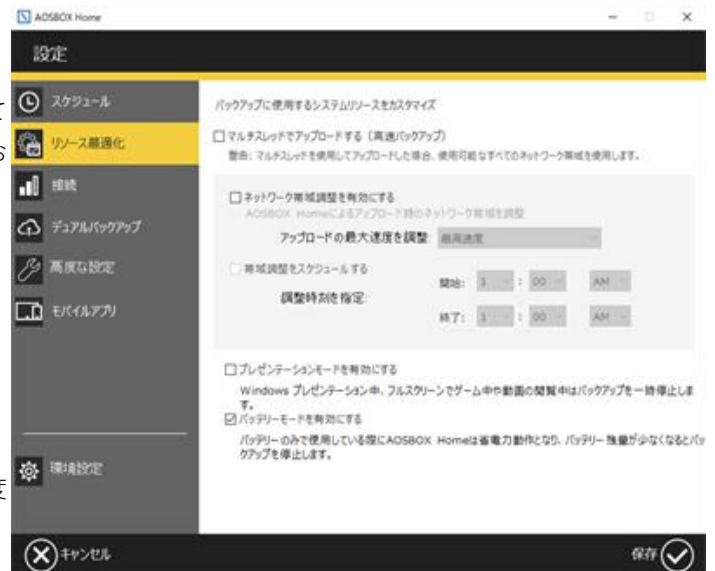 AOSBOX Home
設定
スケジュール
リソース最適化
接続
デュアルバックアップ
高度な設定
モバイルアプリ
環境設定
バックアップに使用するシステムリソースをカスタマイズ
マルチスレッドでアップロードする（高速バックアップ）
警告: マルチスレッドを使用してアップロードした場合、使用可能なすべてのネットワーク帯域を使用します。
ネットワーク帯域調整を有効にする
AOSBOX Homeによるアップロード時のネットワーク帯域を調整
アップロードの最大速度を調整: 最高速度
帯域調整をスケジュールする
調整時刻を指定:
開始: 1 : 00 AM
終了: 1 : 00 AM
プレゼンテーションモードを有効にする
Windows プレゼンテーション中、フルスクリーンでゲーム中や動画の閲覧中はバックアップを一時停止しま
す。
バッテリーモードを有効にする
バッテリーのみで使用している際にAOSBOX Homeは省電力動作となり、バッテリー残量が少なくなるとバッ
クアップを停止します。
キャンセル
保存